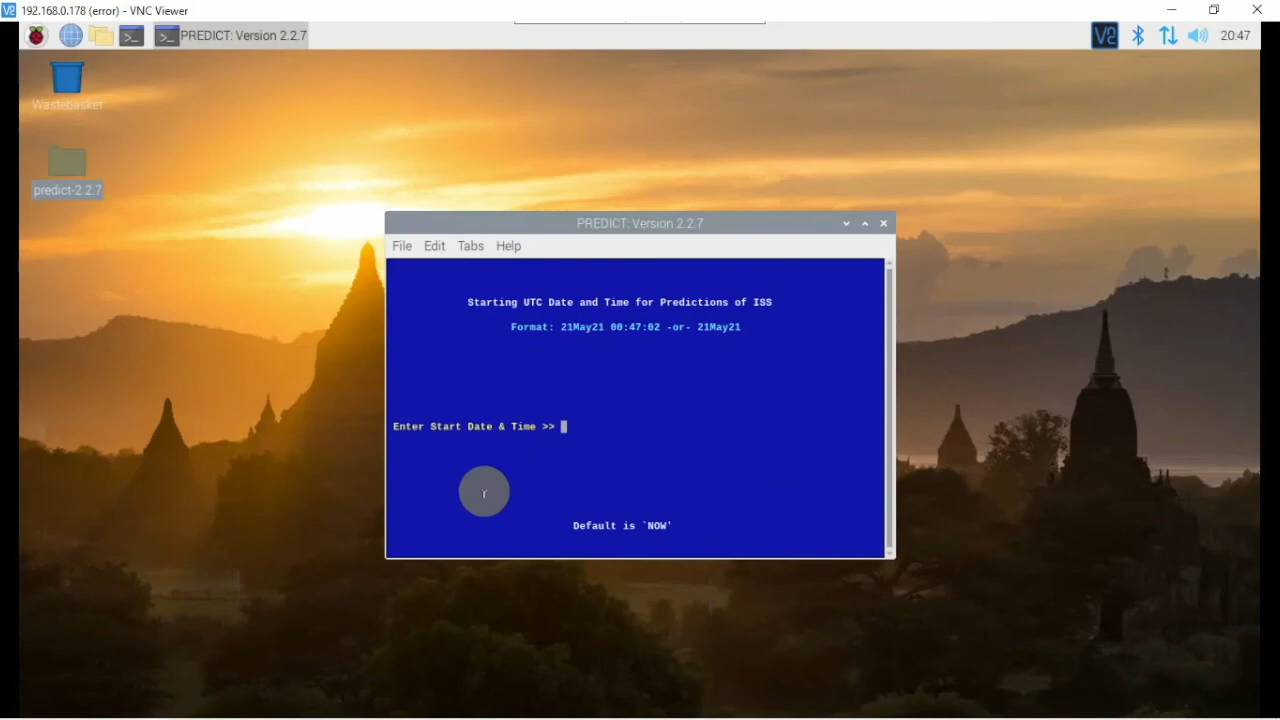 V2 192.168.0.178 (error) - VNC Viewer
>_ >_ PREDICT: Version 2.2.7
V2 20:47
Wastebasket
predict-2.2.7
PREDICT: Version 2.2.7
File Edit Tabs Help
Starting UTC Date and Time for Predictions of ISS
Format: 21May21 00:47:02 -or- 21May21
Enter Start Date & Time >>
Default is `NOW'